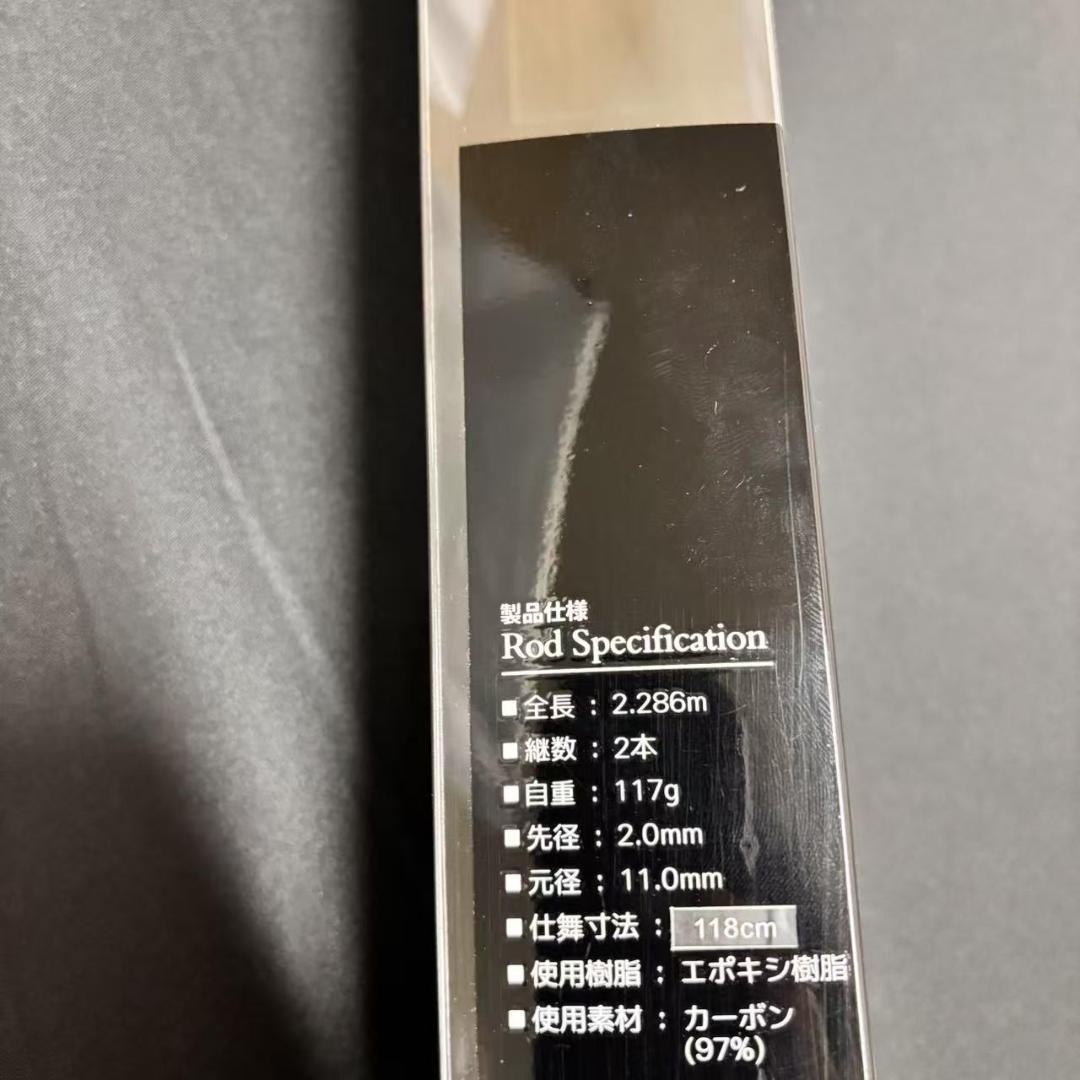 製品仕様
Rod Specification
■全長：2.286m
■継数：2本
■自重：117g
■先径：2.0mm
■元径：11.0mm
■仕舞寸法：118cm
■使用樹脂：エポキシ樹脂
■使用素材：カーボン
(97%)